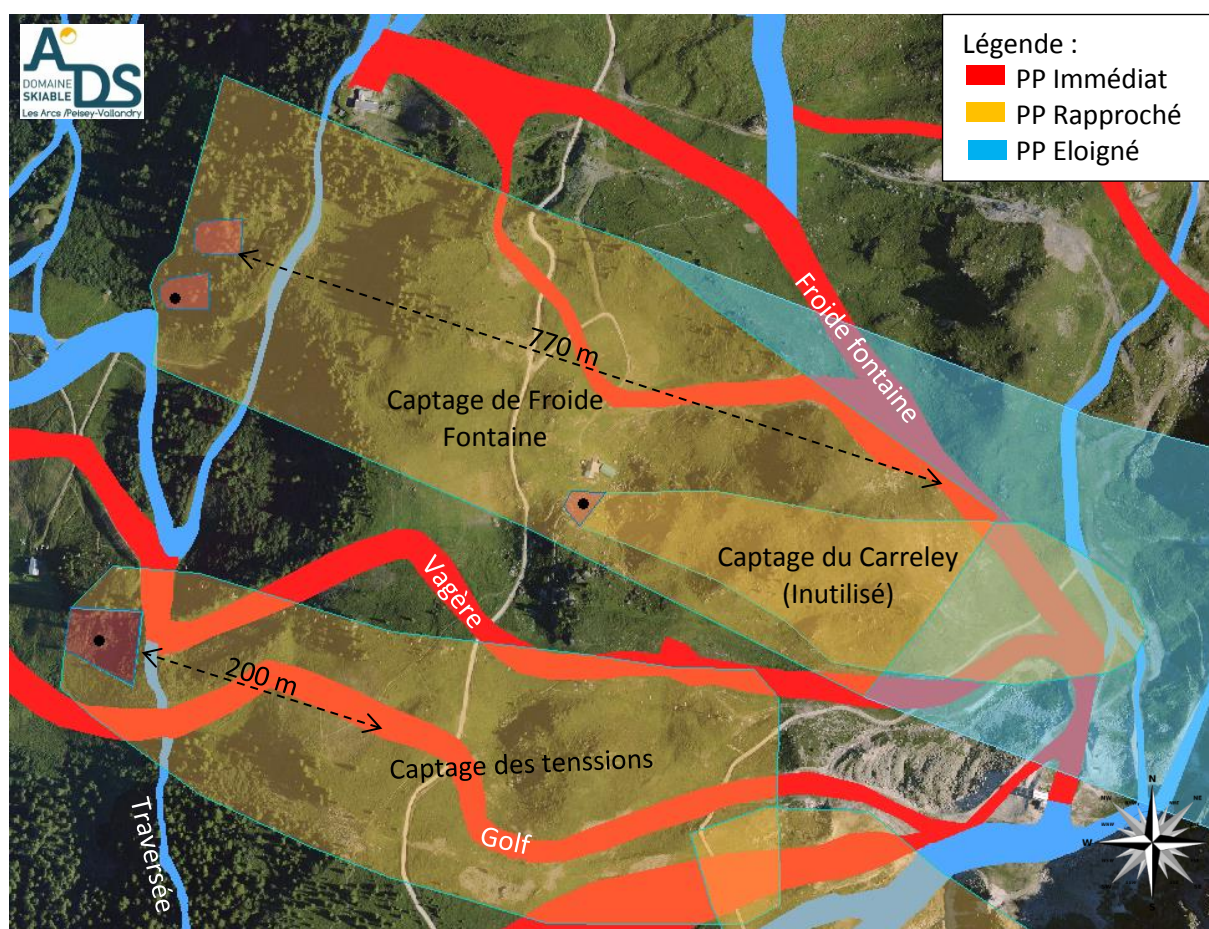 ADS
DOMAINE
SKIABLE
Les Arcs /Peisey-Vallandry
Légende :
PP Immédiat
PP Rapproché
PP Eloigné
Froide fontaine
770 m
Captage de Froide
Fontaine
Captage du Carreley
(Inutilisé)
Vagère
200 m
Captage des tenssions
Golf
Traversée
N
W